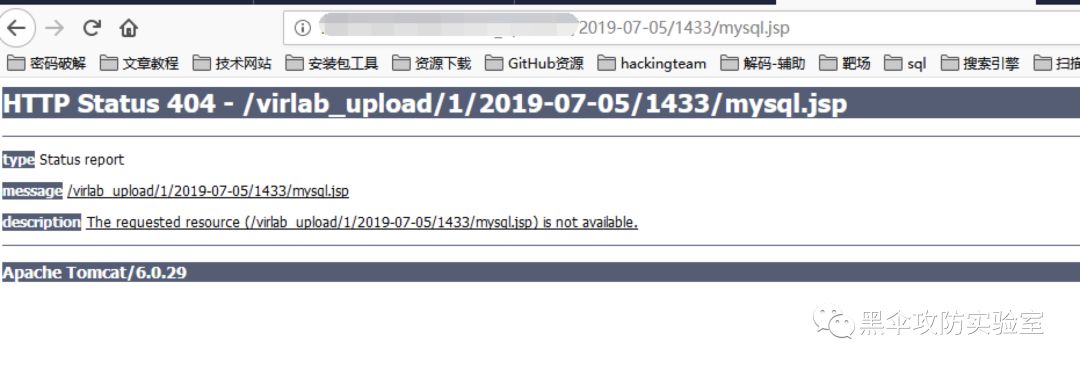 /2019-07-05/1433/mysql.jsp
密码破解 文章教程 技术网站 安装包工具 资源下载 GitHub资源 hackingteam 解码-辅助 靶场 sql 搜索引擎 扫描
HTTP Status 404 - /virlab_upload/1/2019-07-05/1433/mysql.jsp
type Status report
message /virlab_upload/1/2019-07-05/1433/mysql.jsp
description The requested resource (/virlab_upload/1/2019-07-05/1433/mysql.jsp) is not available.
Apache Tomcat/6.0.29
黑伞攻防实验室